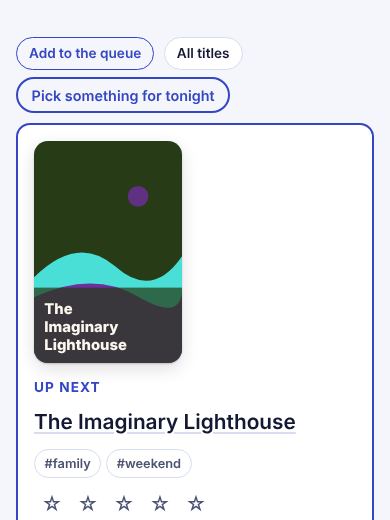 Add to the queue
All titles
Pick something for tonight
The
Imaginary
Lighthouse
UP NEXT
The Imaginary Lighthouse
#family #weekend